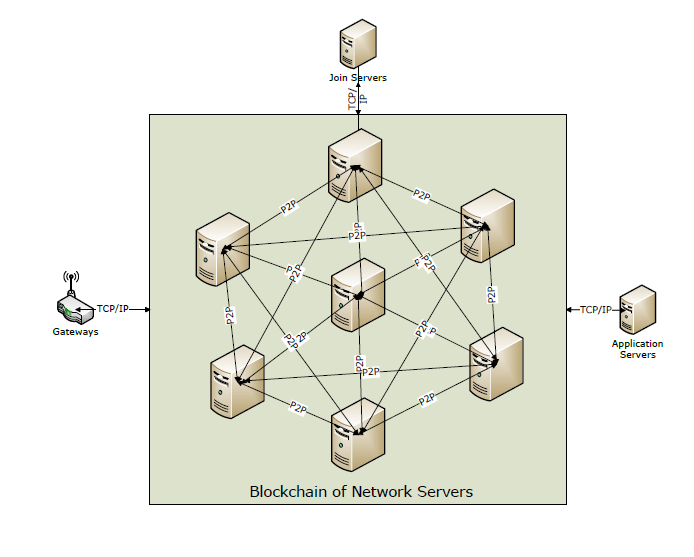 Join Servers
TCP/
IP
P2P
P2P
P2P
P2P
P2P
P2P
P2P
P2P
TCP/IP
Gateways
P2P
P2P
TCP/IP
Application
Servers
P2P
P2P
P2P
P2P
P2P
Blockchain of Network Servers